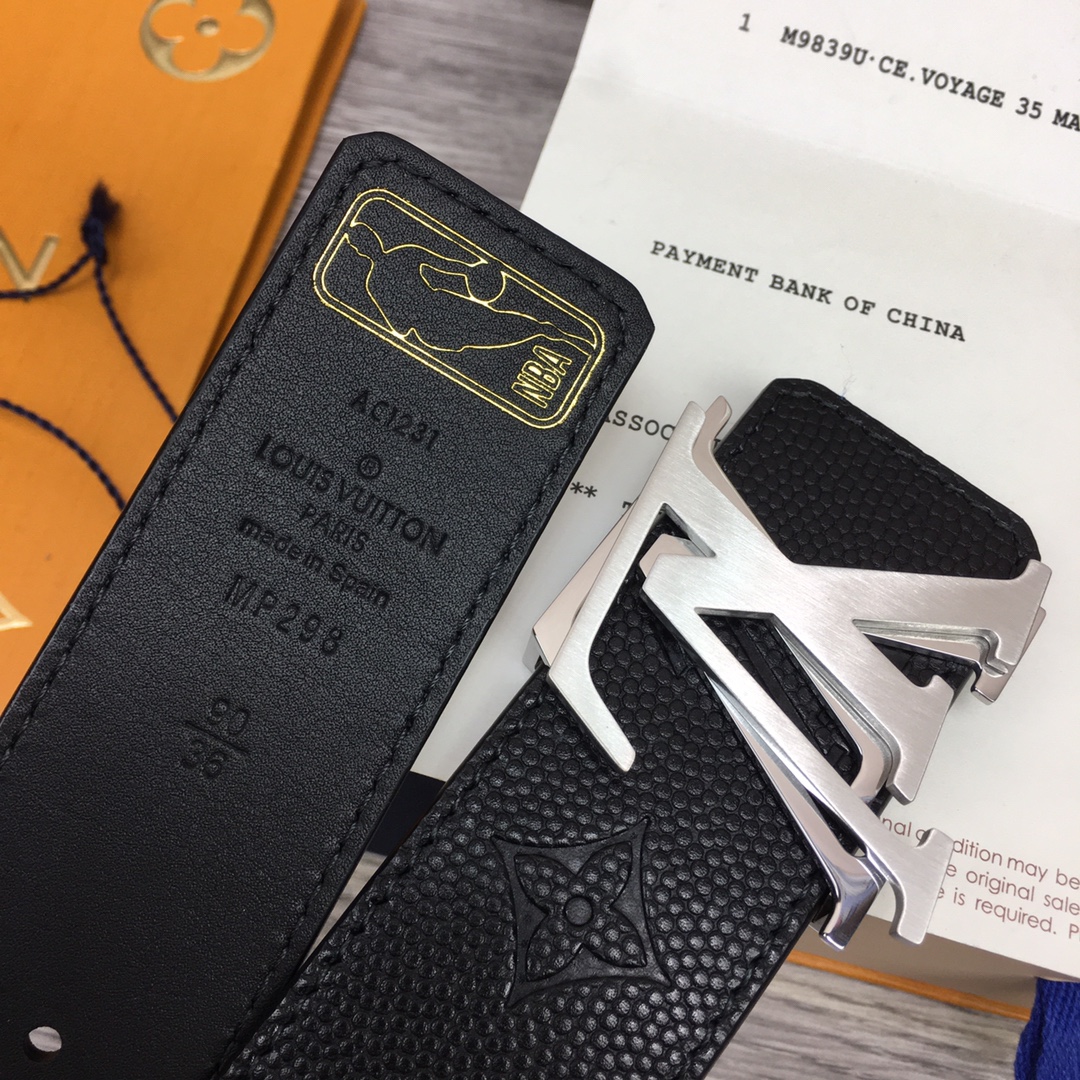 1 M9839U·CE.VOYAGE 35 MA
PAYMENT BANK OF CHINA
**
NBA
AC1231
®
LOUIS VUITTON
PARIS
made in Spain
MP298
90
36
V
dition may be
e original sale
is required. P